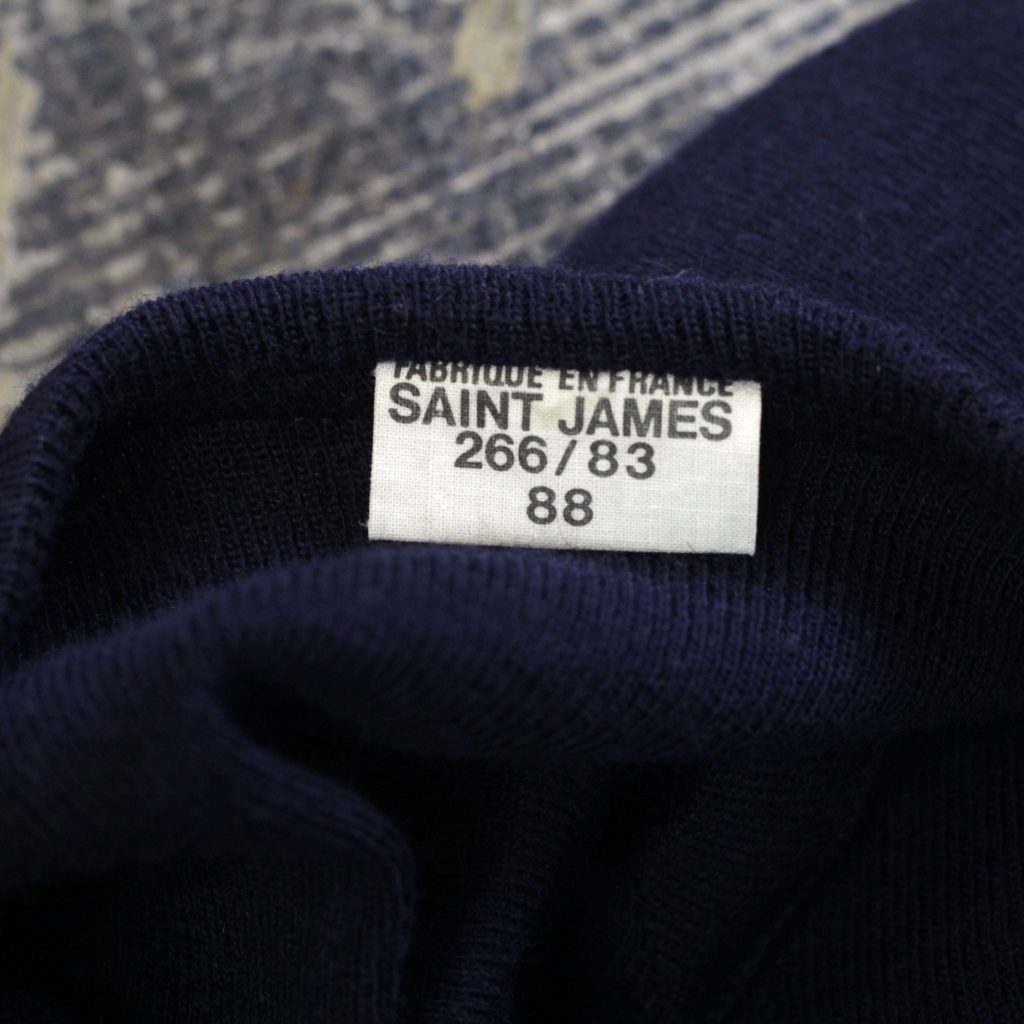 FABRIQUE EN FRANCE
SAINT JAMES
266/83
88